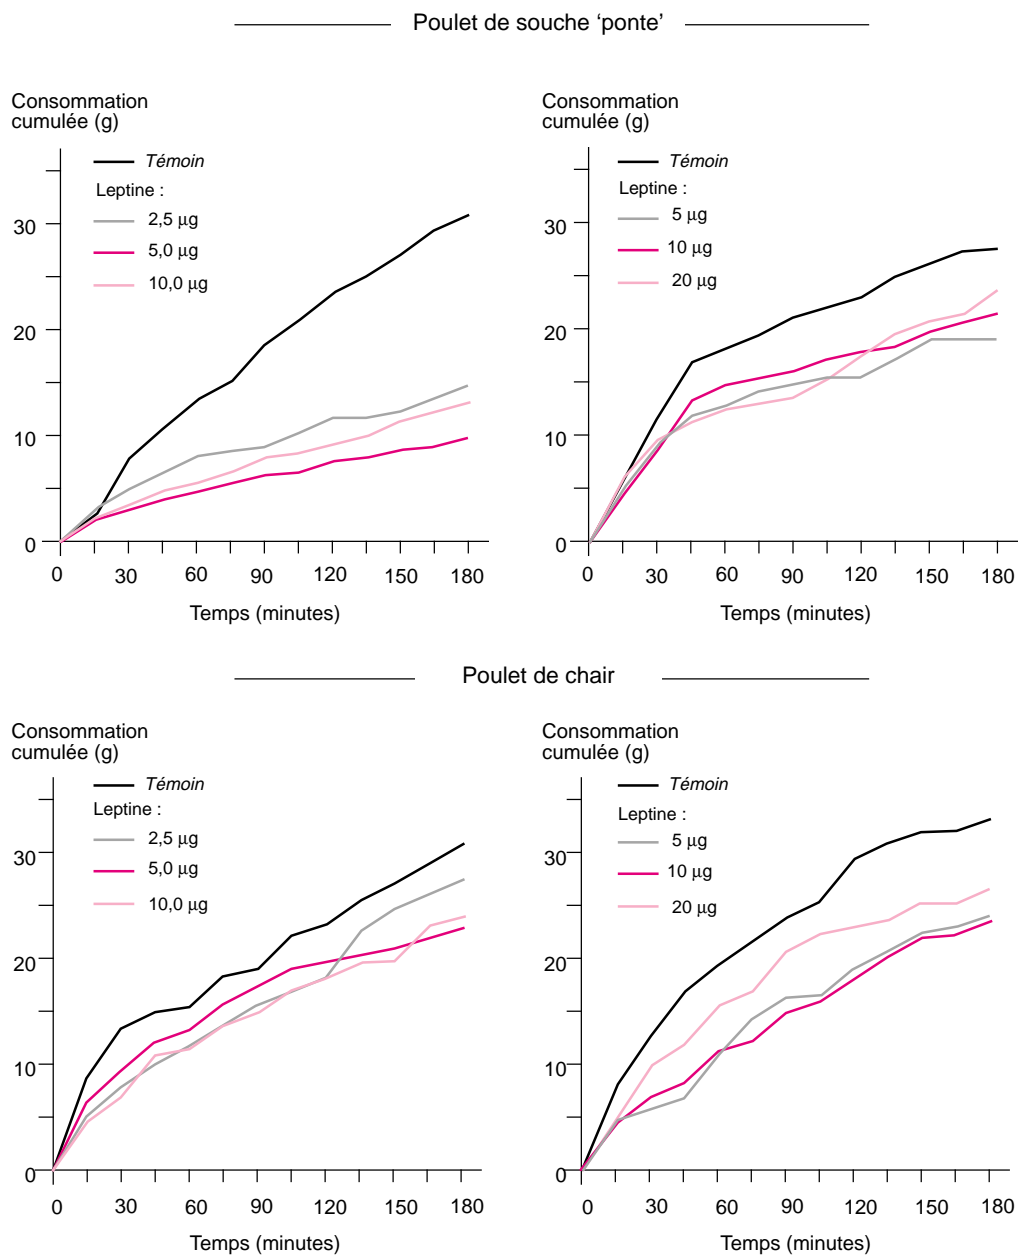 Poulet de souche ‘ponte’
Consommation
cumulée (g)
Témoin
Leptine :
2,5 µg
5,0 µg
10,0 µg
30
20
10
0
0 30 60 90 120 150 180
Temps (minutes)
Consommation
cumulée (g)
Témoin
Leptine :
5 µg
10 µg
20 µg
30
20
10
0
0 30 60 90 120 150 180
Temps (minutes)
Poulet de chair
Consommation
cumulée (g)
Témoin
Leptine :
2,5 µg
5,0 µg
10,0 µg
30
20
10
0
0 30 60 90 120 150 180
Temps (minutes)
Consommation
cumulée (g)
Témoin
Leptine :
5 µg
10 µg
20 µg
30
20
10
0
0 30 60 90 120 150 180
Temps (minutes)